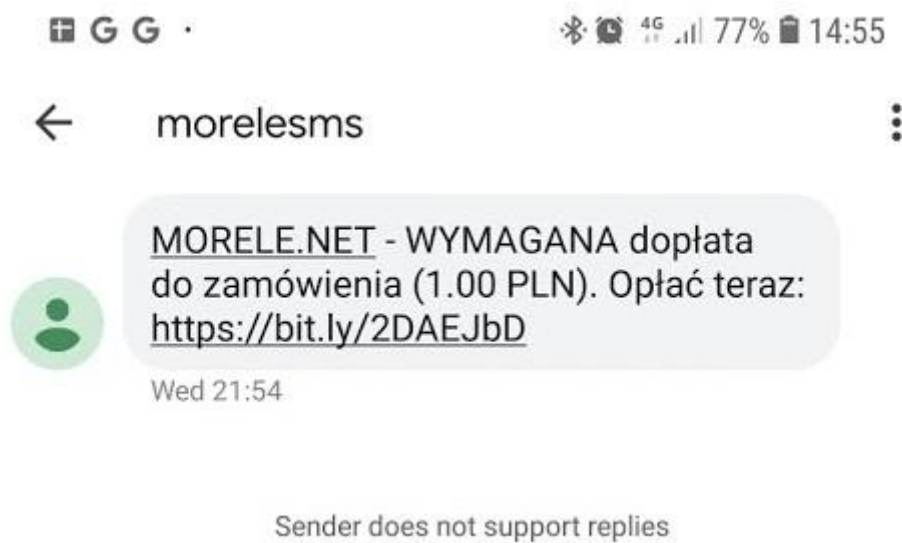 G G · 4G 77% 14:55
morelesms
MORELE.NET - WYMAGANA dopłata
do zamówienia (1.00 PLN). Opłać teraz:
https://bit.ly/2DAEJbD
Wed 21:54
Sender does not support replies